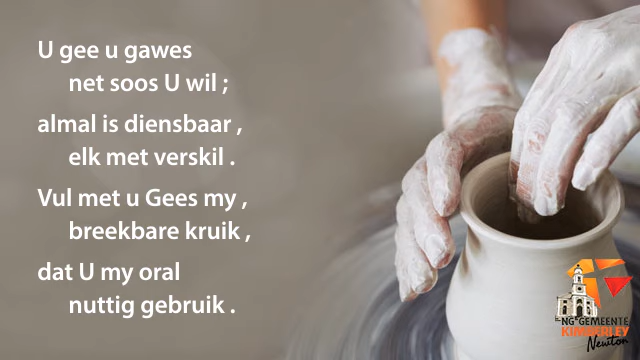 U gee u gawes
net soos U wil ;
almal is diensbaar ,
elk met verskil .
Vul met u Gees my ,
breekbare kruik ,
dat U my oral
nuttig gebruik .
NG GEMEENTE
KIMBERLEY
Newton